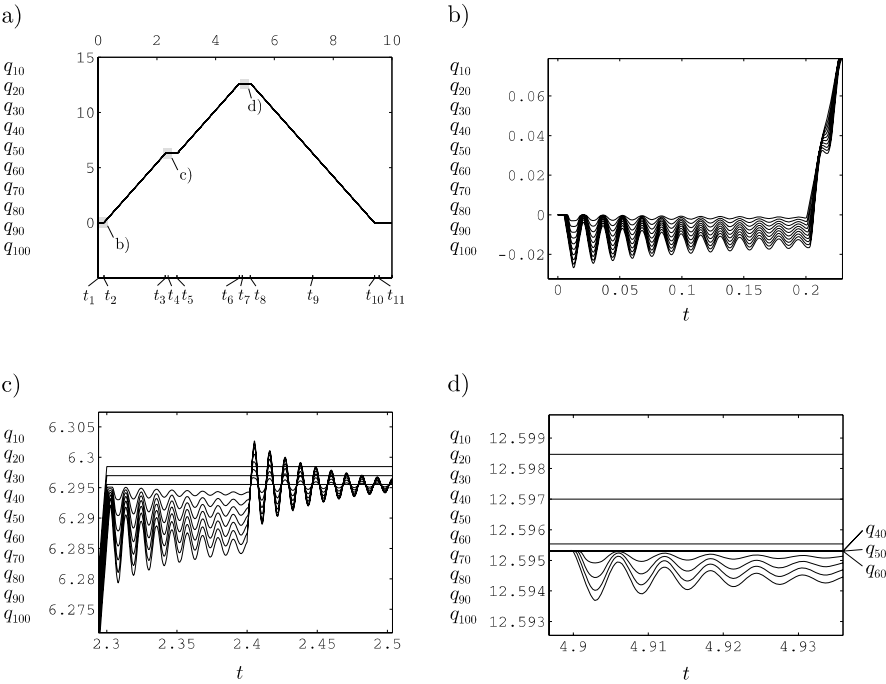 a)
0 2 4 6 8 10
q10
q20
q30
q40
q50
q60
q70
q80
q90
q100
15
10
5
0
b)
c)
d)
t1 t2 t3 t4 t5 t6 t7 t8 t9 t10 t11
b)
q10
q20
q30
q40
q50
q60
q70
q80
q90
q100
0.06
0.04
0.02
0
-0.02
0 0.05 0.1 0.15 0.2
t
c)
q10
q20
q30
q40
q50
q60
q70
q80
q90
q100
6.305
6.3
6.295
6.29
6.285
6.28
6.275
2.3 2.35 2.4 2.45 2.5
t
d)
q10
q20
q30
q40
q50
q60
q70
q80
q90
q100
12.599
12.598
12.597
12.596
12.595
12.594
12.593
q40
q50
q60
4.9 4.91 4.92 4.93
t